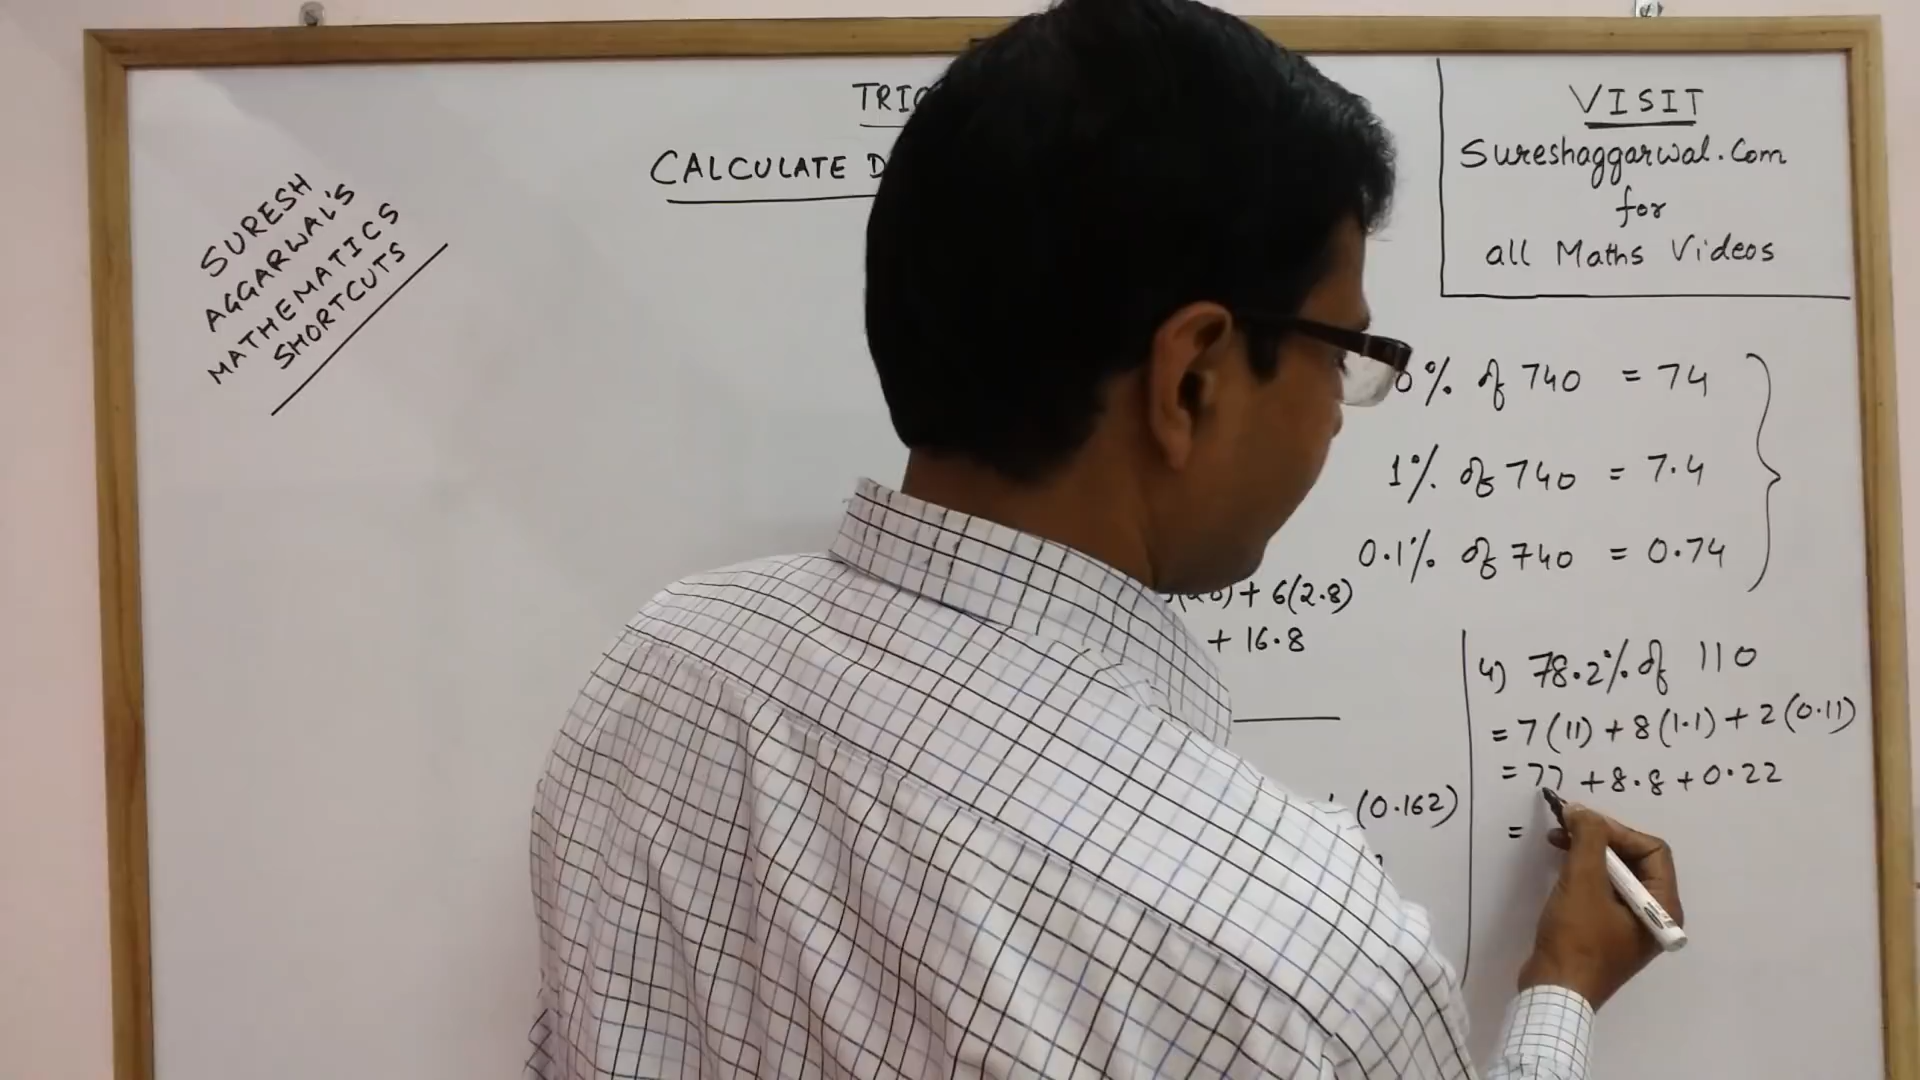 SURESH
AGGARWAL'S
MATHEMATICS
SHORTCUTS
CALCULATE
VISIT
Sureshaggarwal.Com
for
all Maths Videos
0% of 740 = 74
1% of 740 = 7.4
0.1% of 740 = 0.74
+ 6(2.8)
+ 16.8
(0.162)
4) 78.2% of 110
= 7(11) + 8(1.1) + 2(0.11)
= 77 + 8.8 + 0.22
=